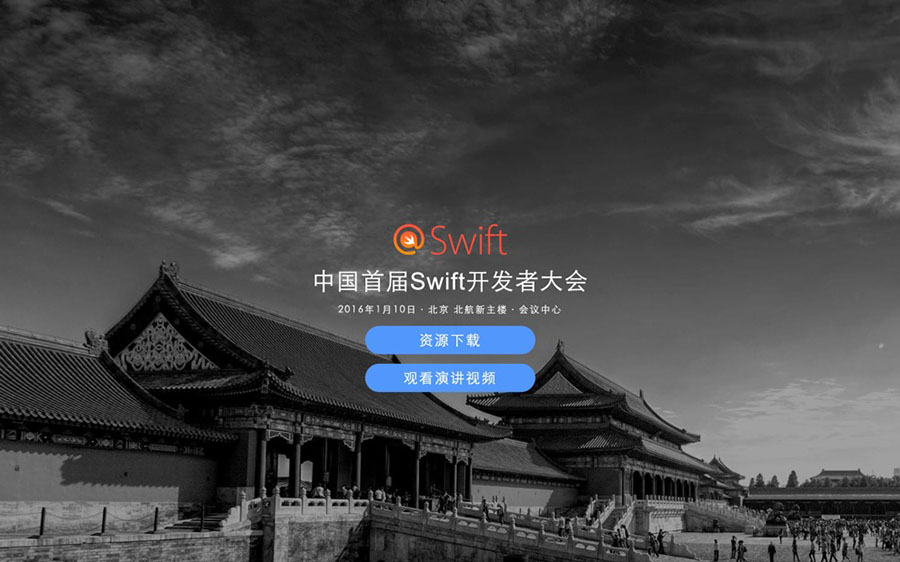 @Swift
中国首届Swift开发者大会
2016年1月10日 · 北京 北航新主楼 · 会议中心
资源下载
观看演讲视频